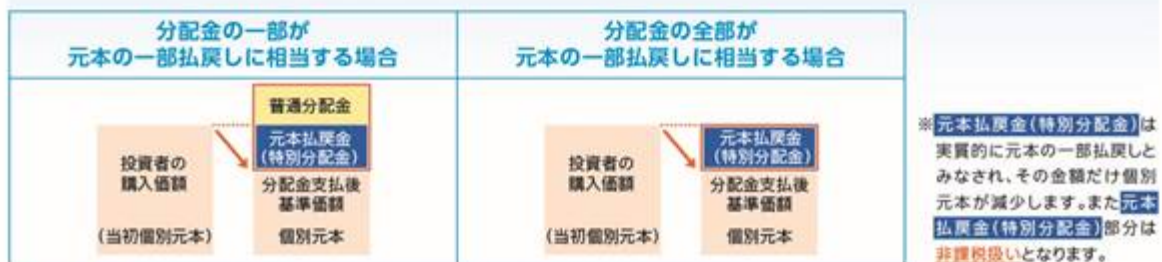 分配金の一部が
元本の一部払戻しに相当する場合
普通分配金
元本払戻金
(特別分配金)
投資者の
購入価額
(当初個別元本)
分配金支払後
基準価額
個別元本
分配金の全部が
元本の一部払戻しに相当する場合
元本払戻金
(特別分配金)
投資者の
購入価額
(当初個別元本)
分配金支払後
基準価額
個別元本
※元本払戻金(特別分配金)は
実質的に元本の一部払戻しと
みなされ、その金額だけ個別
元本が減少します。また元本
払戻金(特別分配金)部分は
非課税扱いとなります。